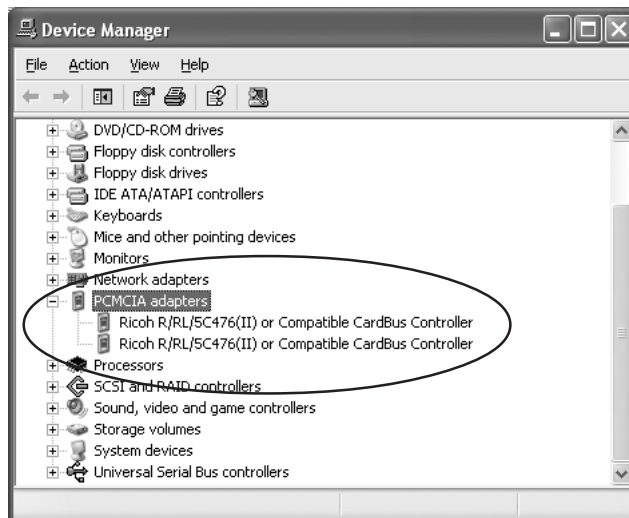 Device Manager
File Action View Help
DVD/CD-ROM drives
Floppy disk controllers
Floppy disk drives
IDE ATA/ATAPI controllers
Keyboards
Mice and other pointing devices
Monitors
Network adapters
PCMCIA adapters
Ricoh R/RL/5C476(II) or Compatible CardBus Controller
Ricoh R/RL/5C476(II) or Compatible CardBus Controller
Processors
SCSI and RAID controllers
Sound, video and game controllers
Storage volumes
System devices
Universal Serial Bus controllers